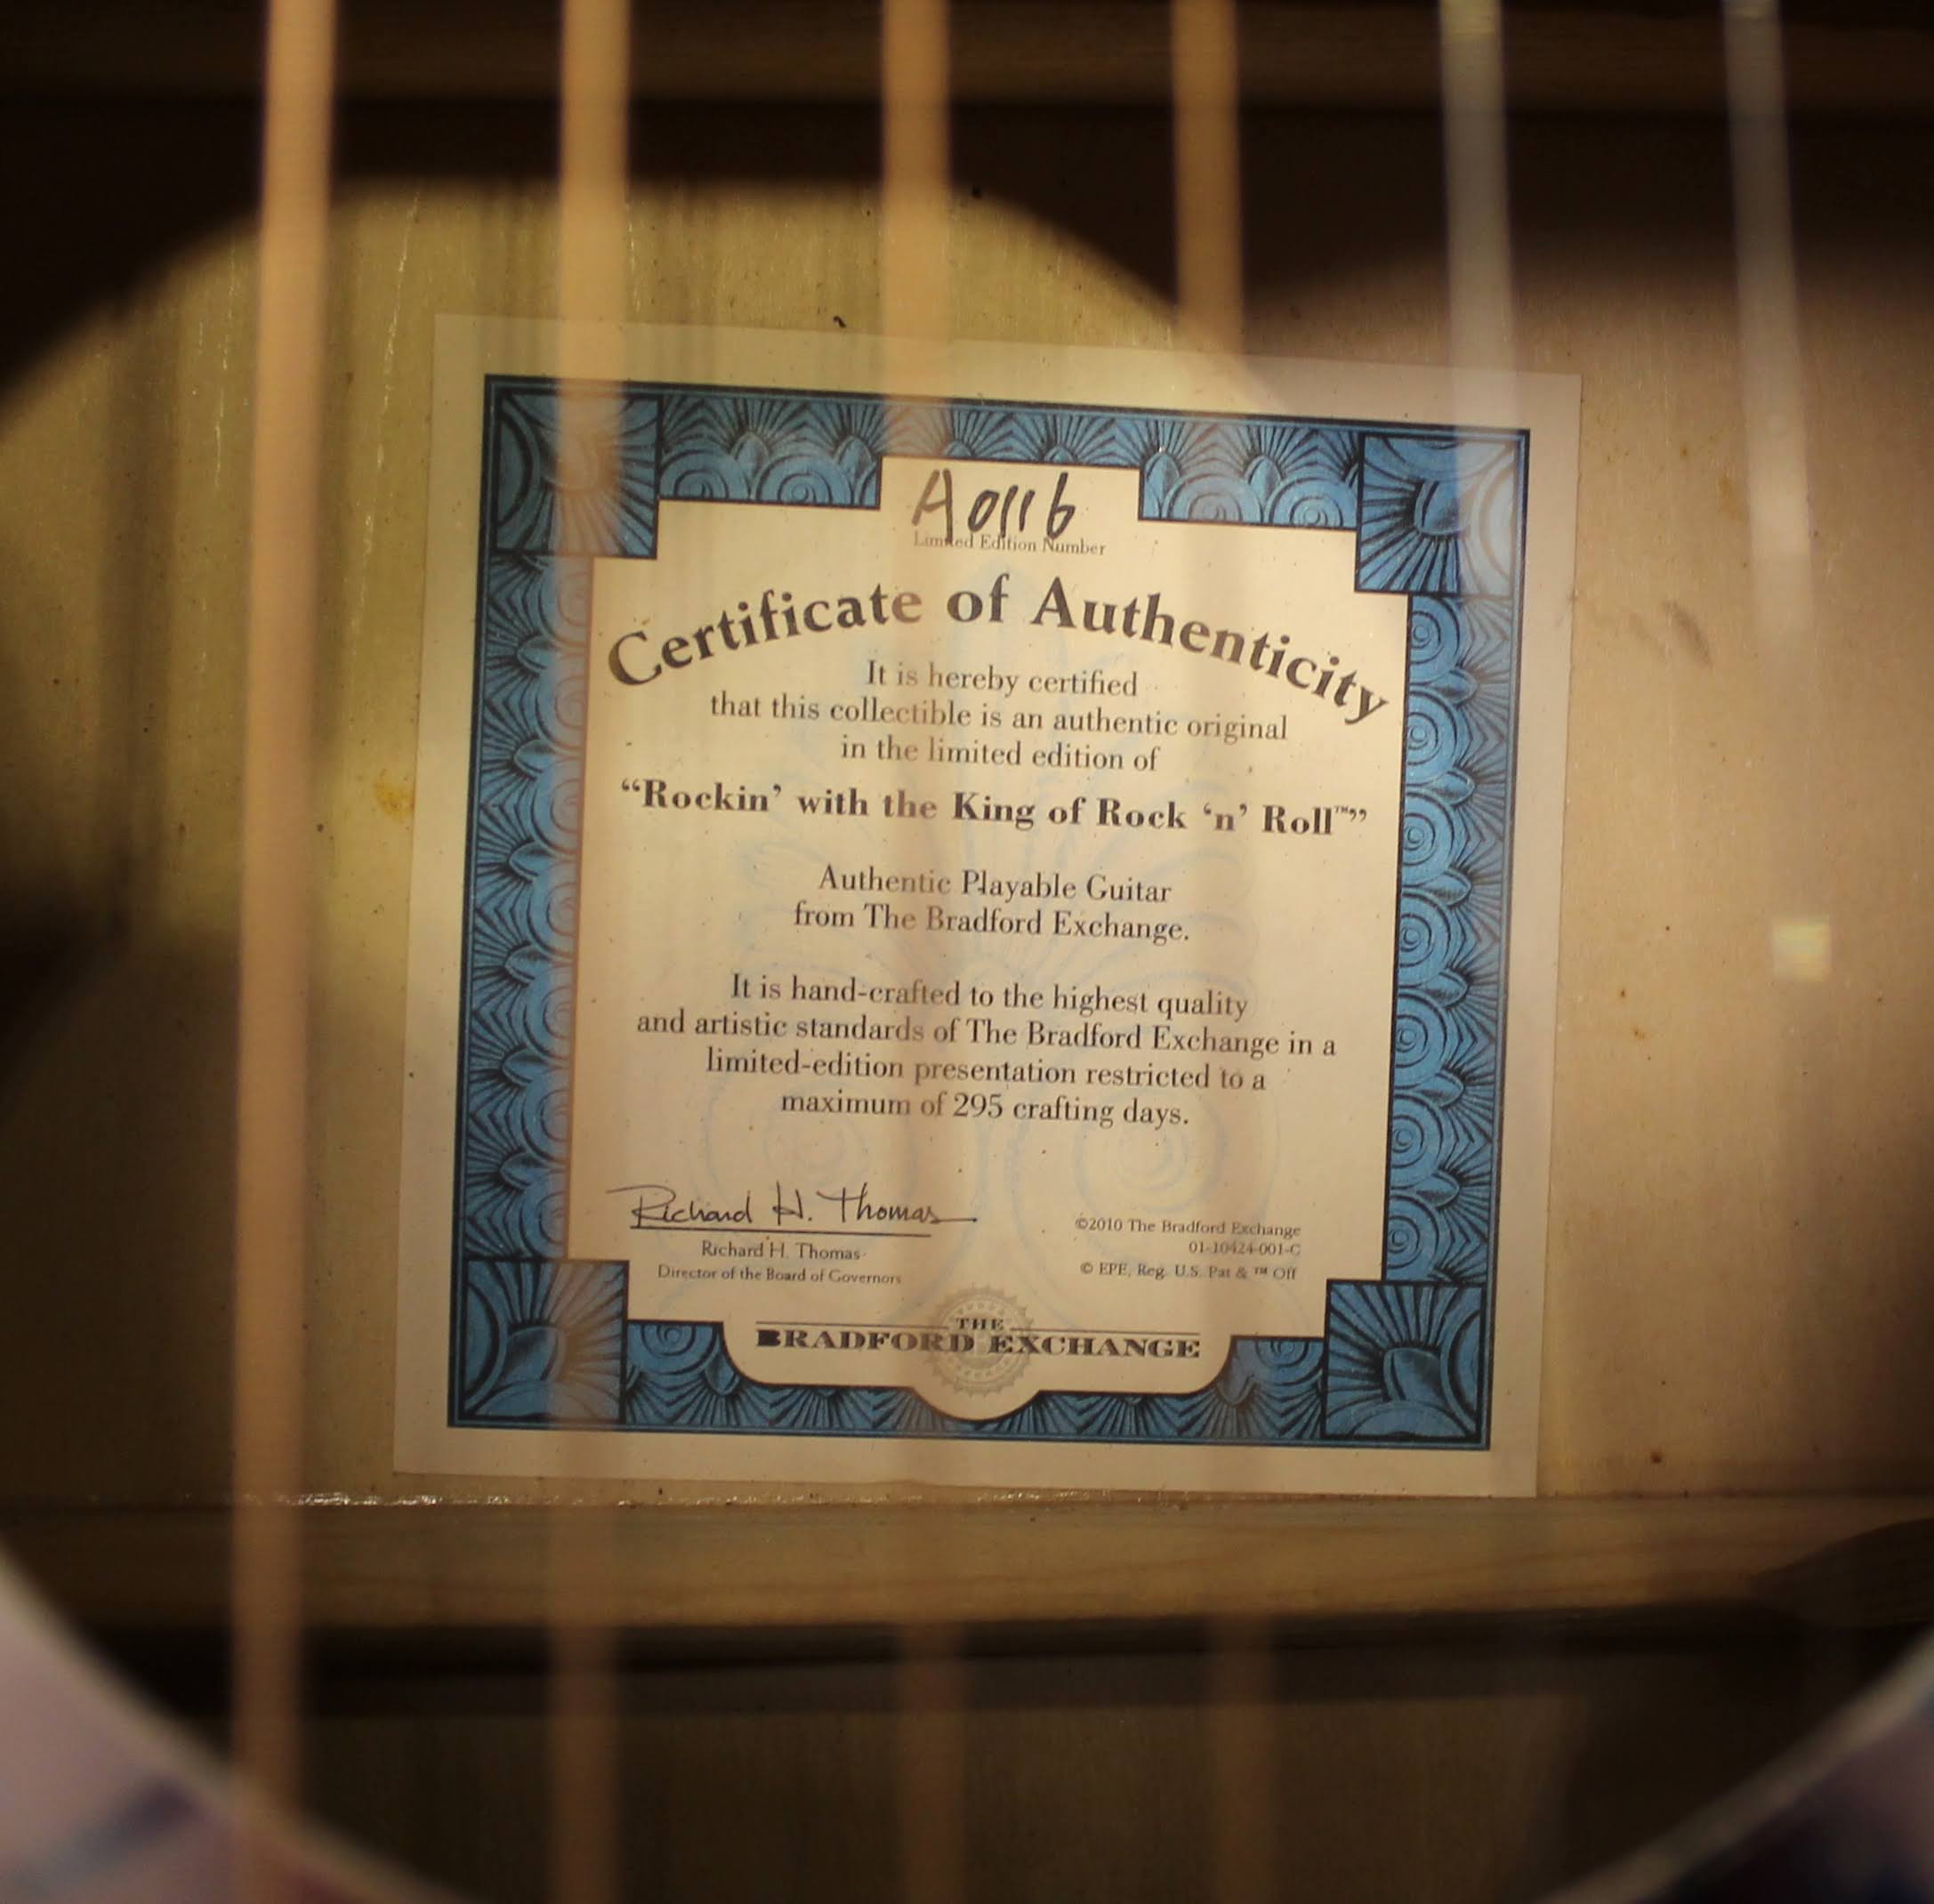 A0116
Limited Edition Number
Certificate of Authenticity
It is hereby certified
that this collectible is an authentic original
in the limited edition of
“Rockin’ with the King of Rock ‘n’ Roll™”
Authentic Playable Guitar
from The Bradford Exchange.
It is hand-crafted to the highest quality
and artistic standards of The Bradford Exchange in a
limited-edition presentation restricted to a
maximum of 295 crafting days.
Richard H. Thomas
Richard H. Thomas
Director of the Board of Governors
©2010 The Bradford Exchange
01-10424-001-C
© EPE, Reg. U.S. Pat & ™ Off
THE
BRADFORD EXCHANGE